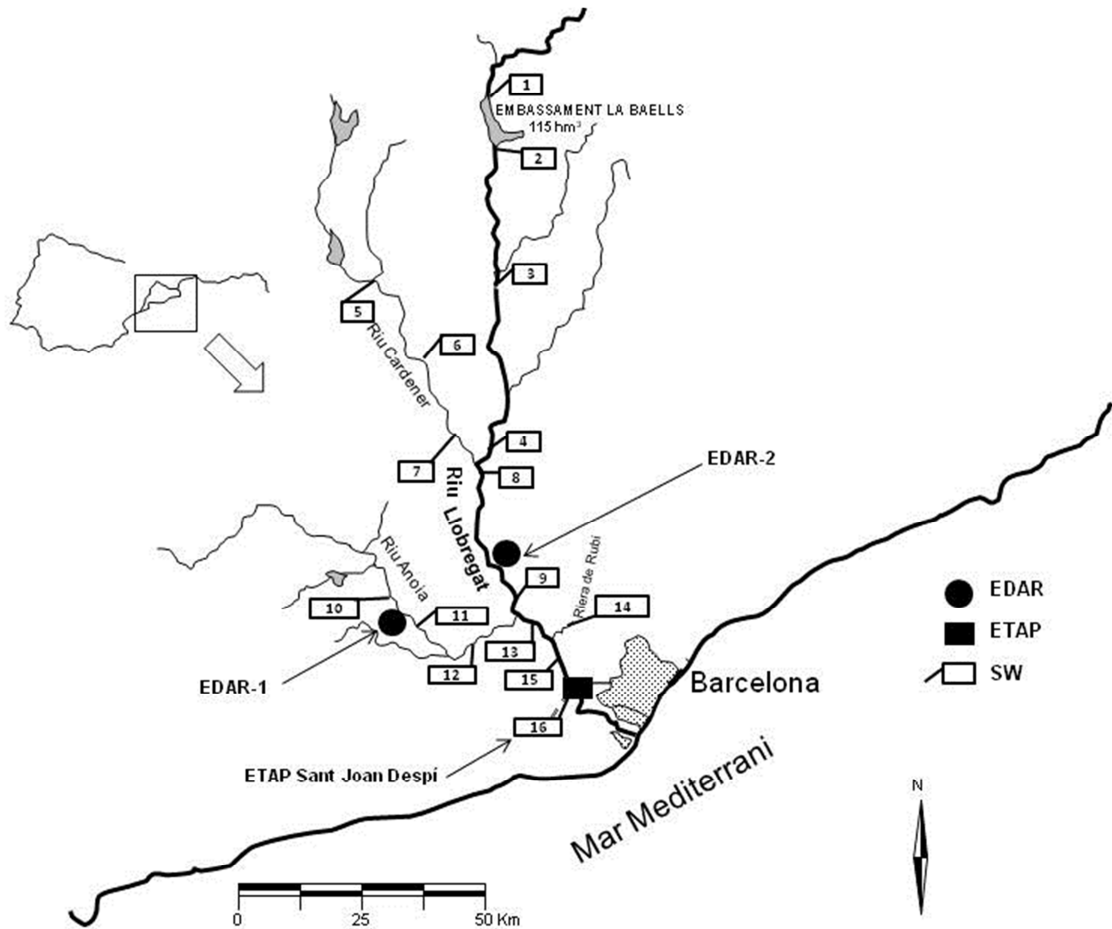 1
EMBASSAMENT LA BAELLS
115 hm³
2
3
5
6
Riu Cardener
4
7
8
EDAR-2
Riu Llobregat
Riu Anoia
9
Riera de Rubí
10
11
14
EDAR
ETAP
SW
13
12
15
EDAR-1
Barcelona
16
ETAP Sant Joan Despí
Mar Mediterrani
N
0 25 50 Km